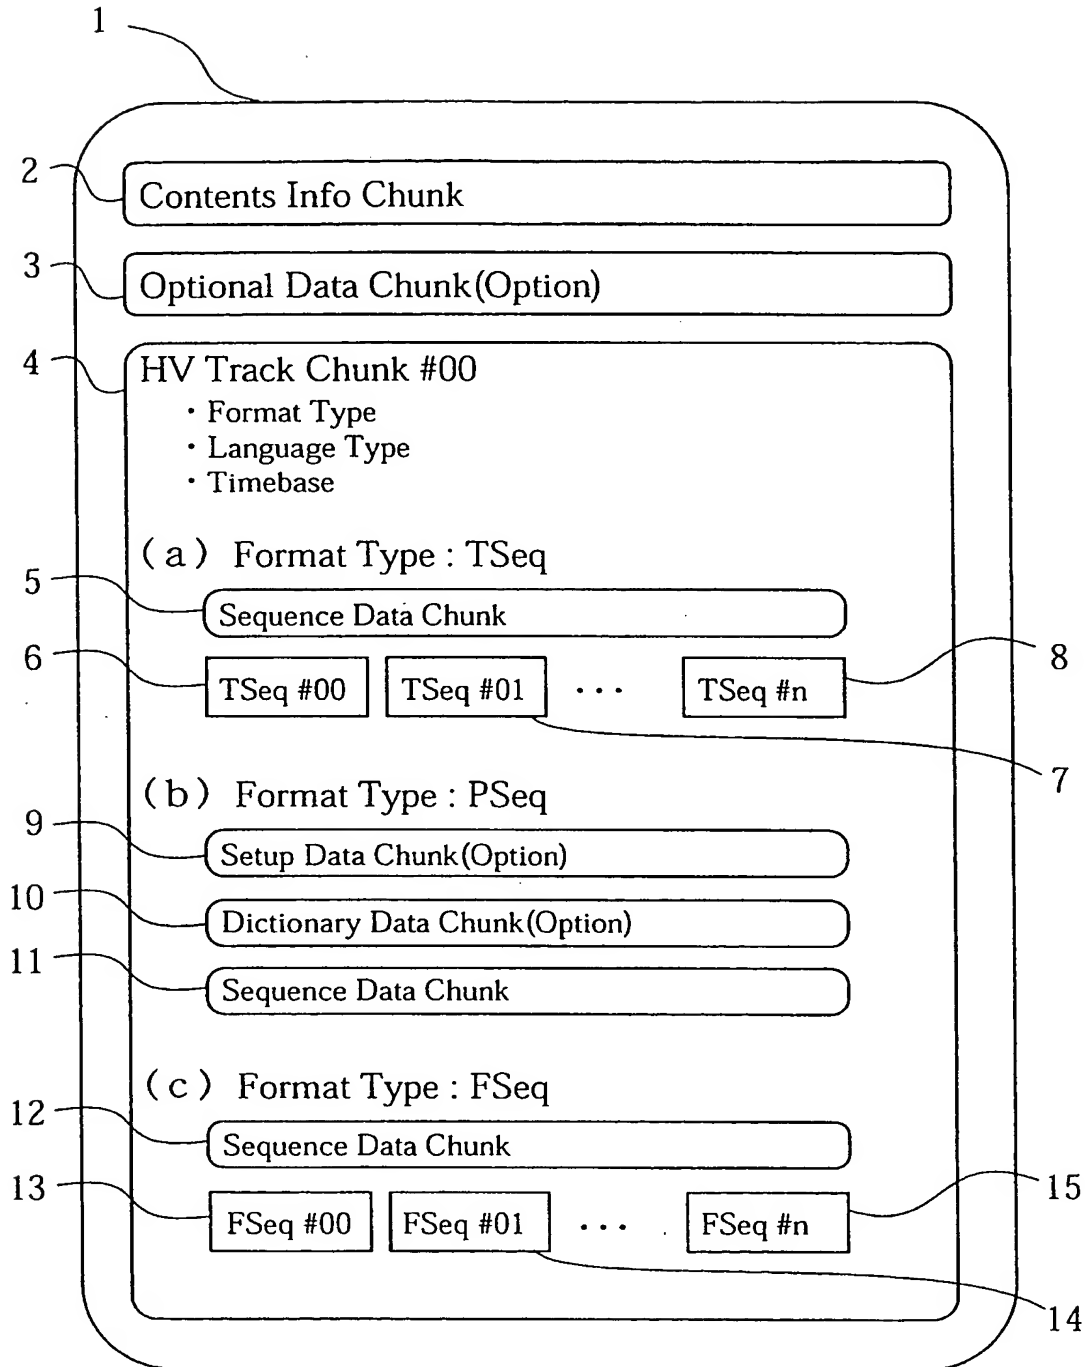 1
2
Contents Info Chunk
3
Optional Data Chunk(Option)
4
HV Track Chunk #00
・Format Type
・Language Type
・Timebase
(a) Format Type : TSeq
5
Sequence Data Chunk
6
TSeq #00 TSeq #01 ... TSeq #n
8
7
(b) Format Type : PSeq
9
Setup Data Chunk(Option)
10
Dictionary Data Chunk(Option)
11
Sequence Data Chunk
(c) Format Type : FSeq
12
Sequence Data Chunk
13
FSeq #00 FSeq #01 ... FSeq #n
15
14